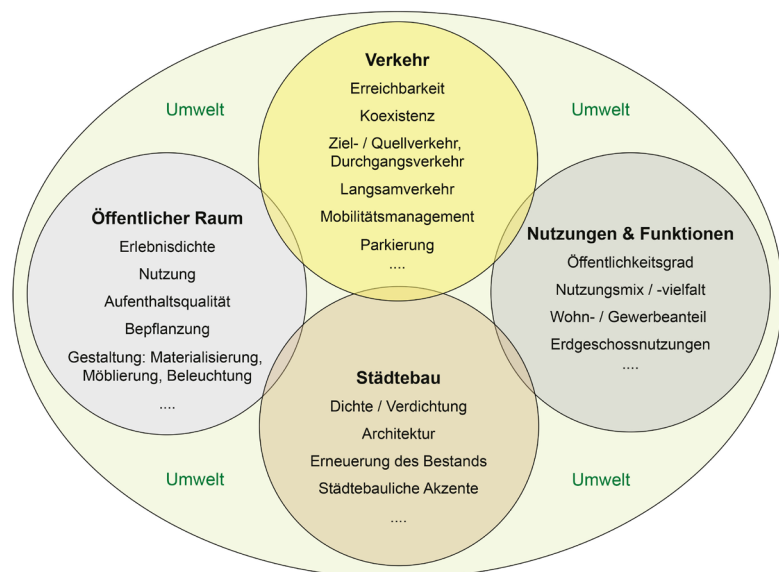 Verkehr
Erreichbarkeit
Koexistenz
Ziel- / Quellverkehr,
Durchgangsverkehr
Langsamverkehr
Mobilitätsmanagement
Parkierung
....
Umwelt
Umwelt
Öffentlicher Raum
Erlebnisdichte
Nutzung
Aufenthaltsqualität
Bepflanzung
Gestaltung: Materialisierung,
Möblierung, Beleuchtung
....
Nutzungen & Funktionen
Öffentlichkeitsgrad
Nutzungsmix / -vielfalt
Wohn- / Gewerbeanteil
Erdgeschossnutzungen
....
Städtebau
Dichte / Verdichtung
Architektur
Erneuerung des Bestands
Städtebauliche Akzente
....
Umwelt
Umwelt